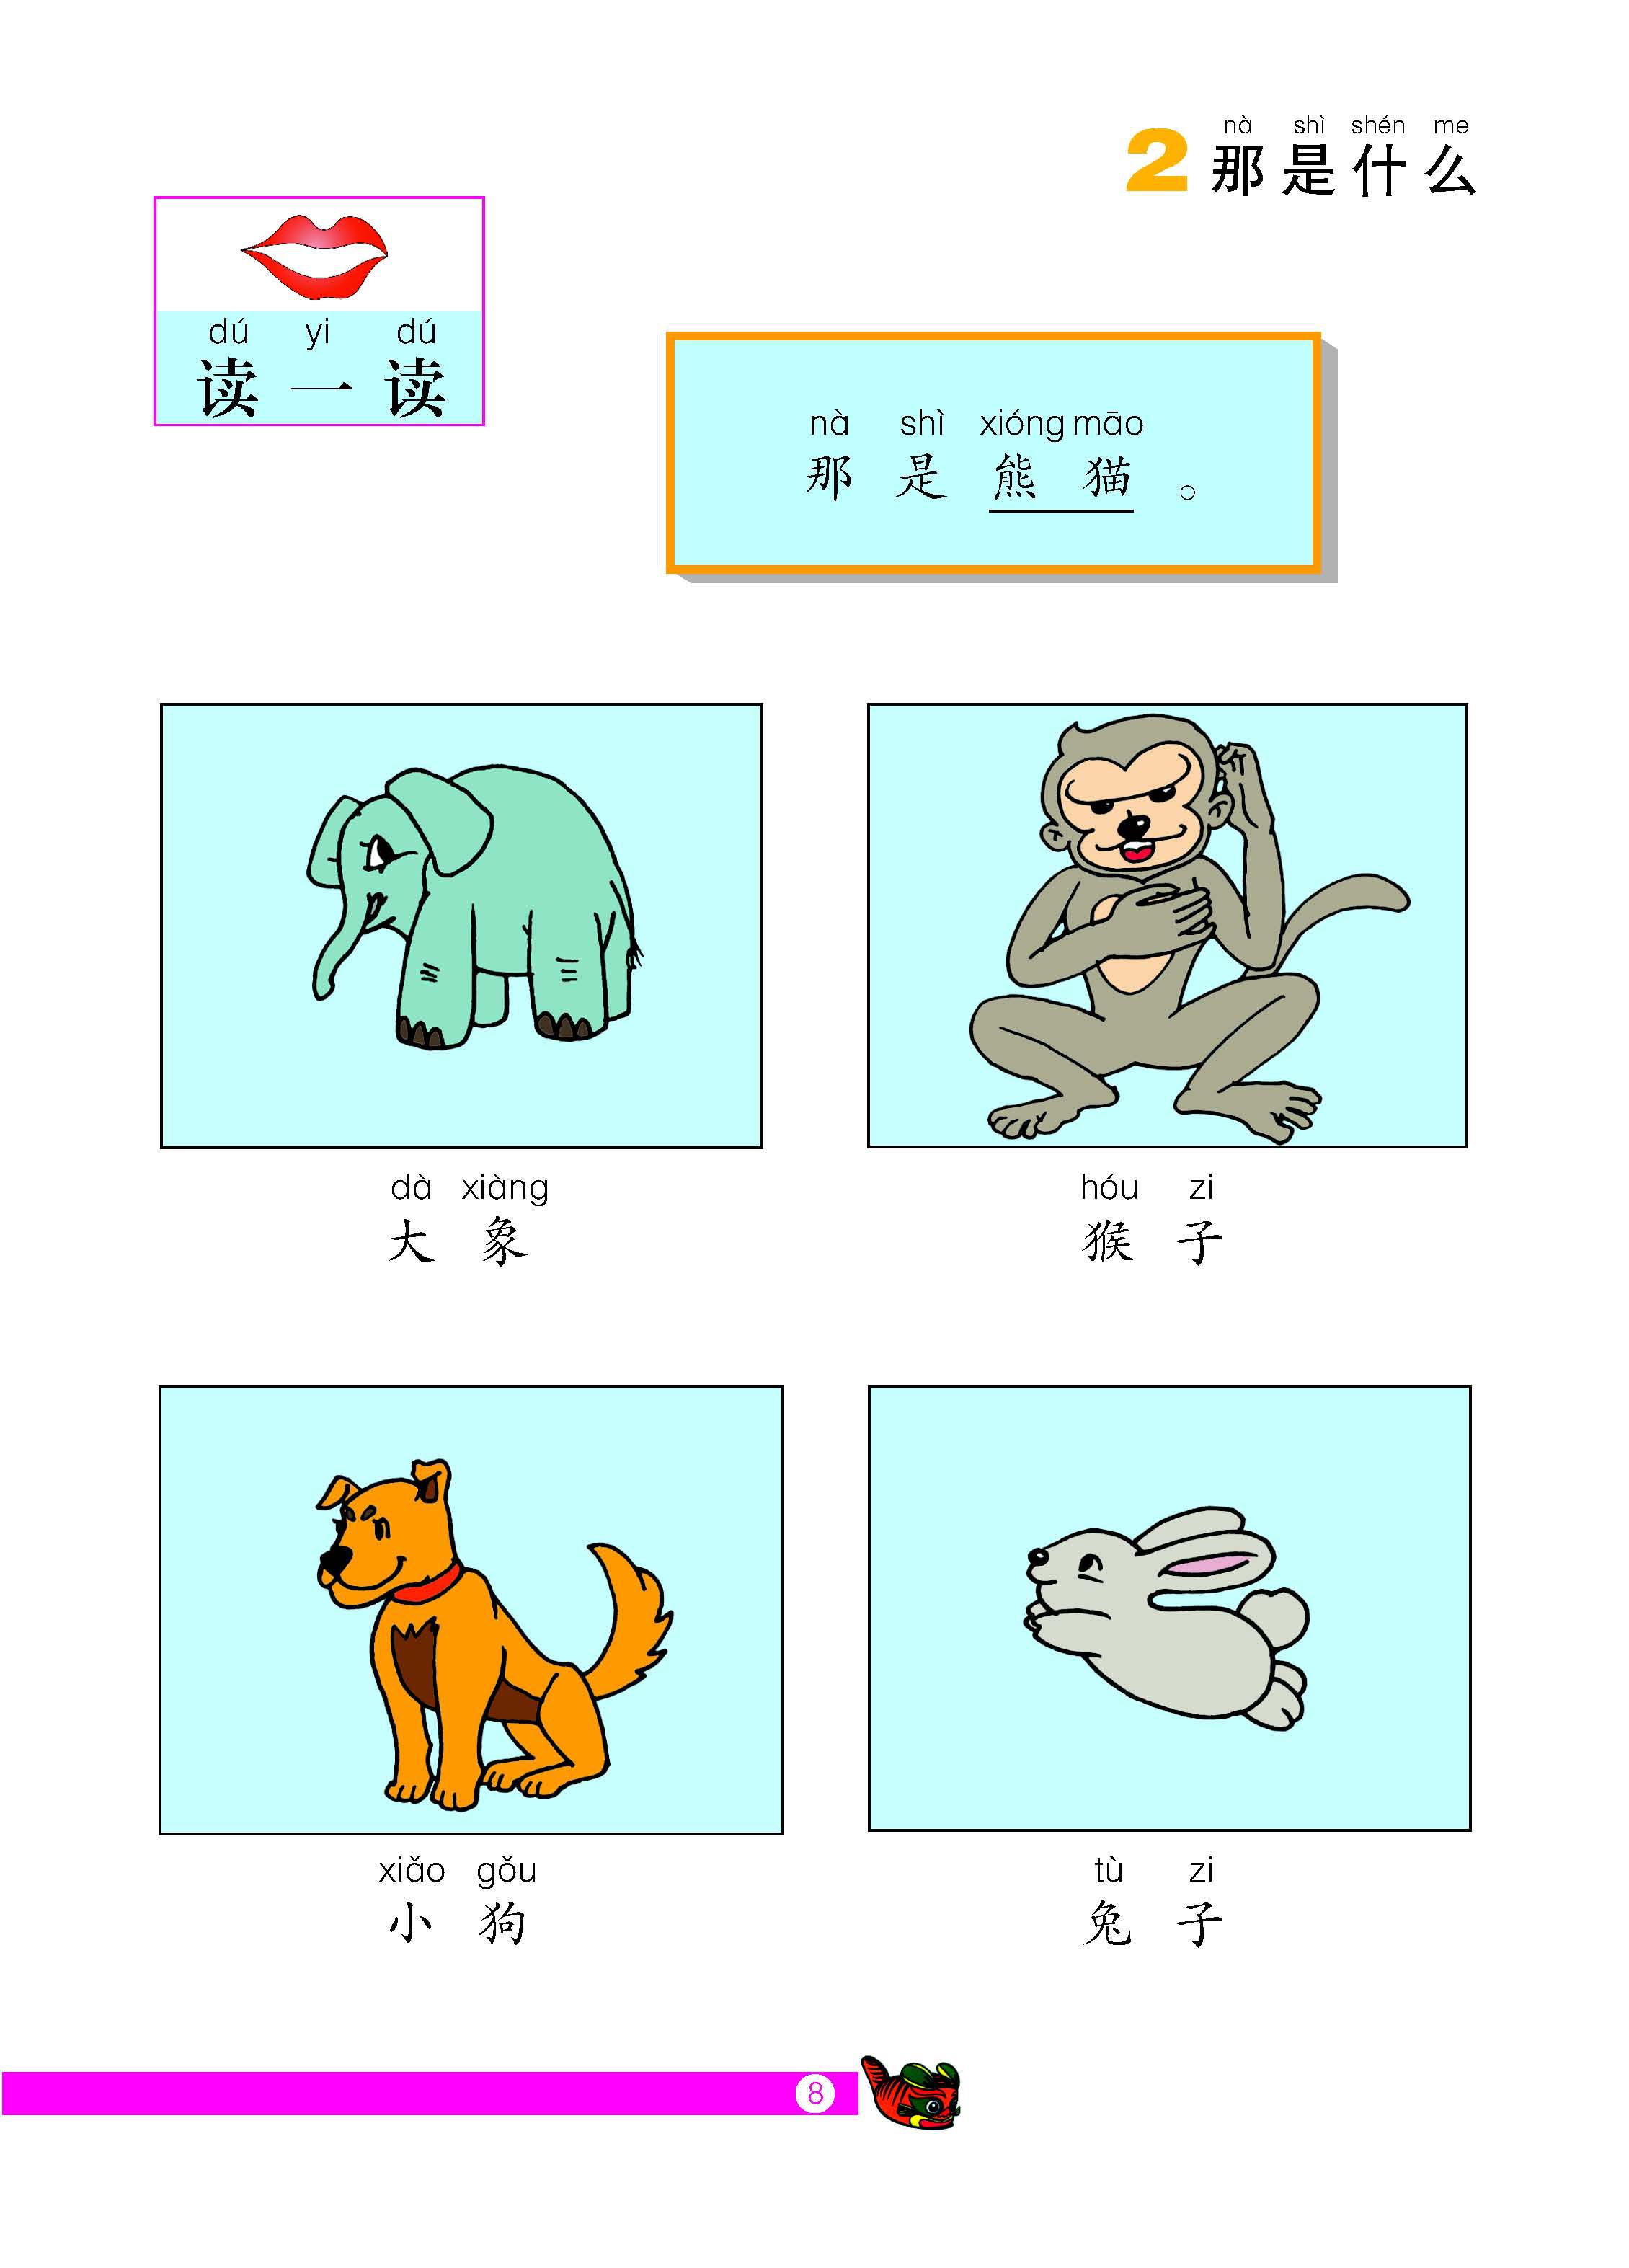 nà shì shén me
2 那是什么
dú yi dú
读一读
nà shì xióng māo
那是熊猫。
dà xiàng
大象
hóu zi
猴子
xiǎo gǒu
小狗
tù zi
兔子
8